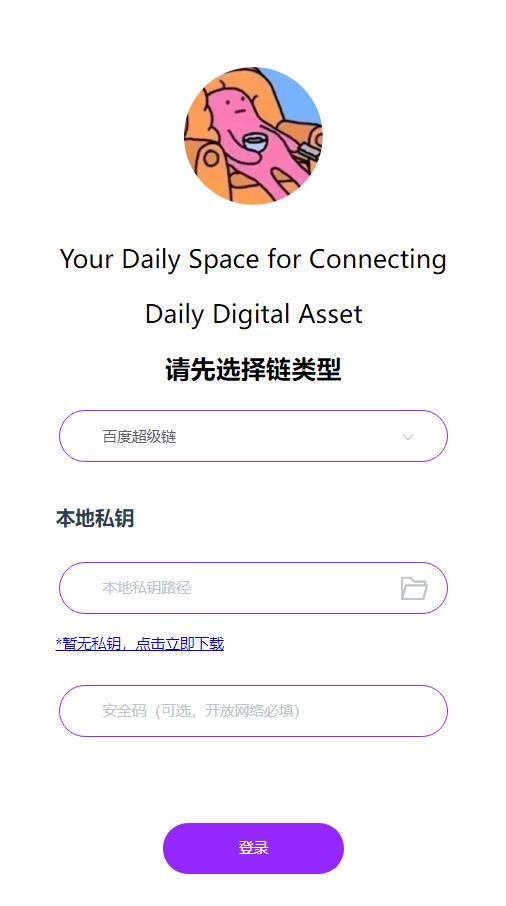 Your Daily Space for Connecting
Daily Digital Asset
请先选择链类型
百度超级链
本地私钥
本地私钥路径
*暂无私钥，点击立即下载
安全码（可选，开放网络必填）
登录